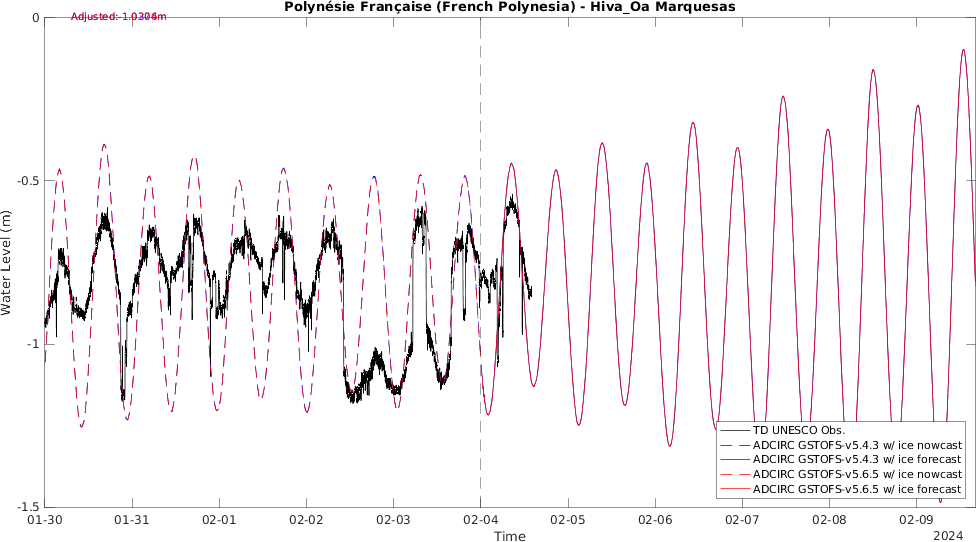 Polynésie Française (French Polynesia) - Hiva_Oa Marquesas
0
-0.5
-1
-1.5
Water Level (m)
TD UNESCO Obs.
ADCIRC GSTOFS-v5.4.3 w/ ice nowcast
ADCIRC GSTOFS-v5.4.3 w/ ice forecast
ADCIRC GSTOFS-v5.6.5 w/ ice nowcast
ADCIRC GSTOFS-v5.6.5 w/ ice forecast
01-30 01-31 02-01 02-02 02-03 02-04 02-05 02-06 02-07 02-08 02-09
Time
2024